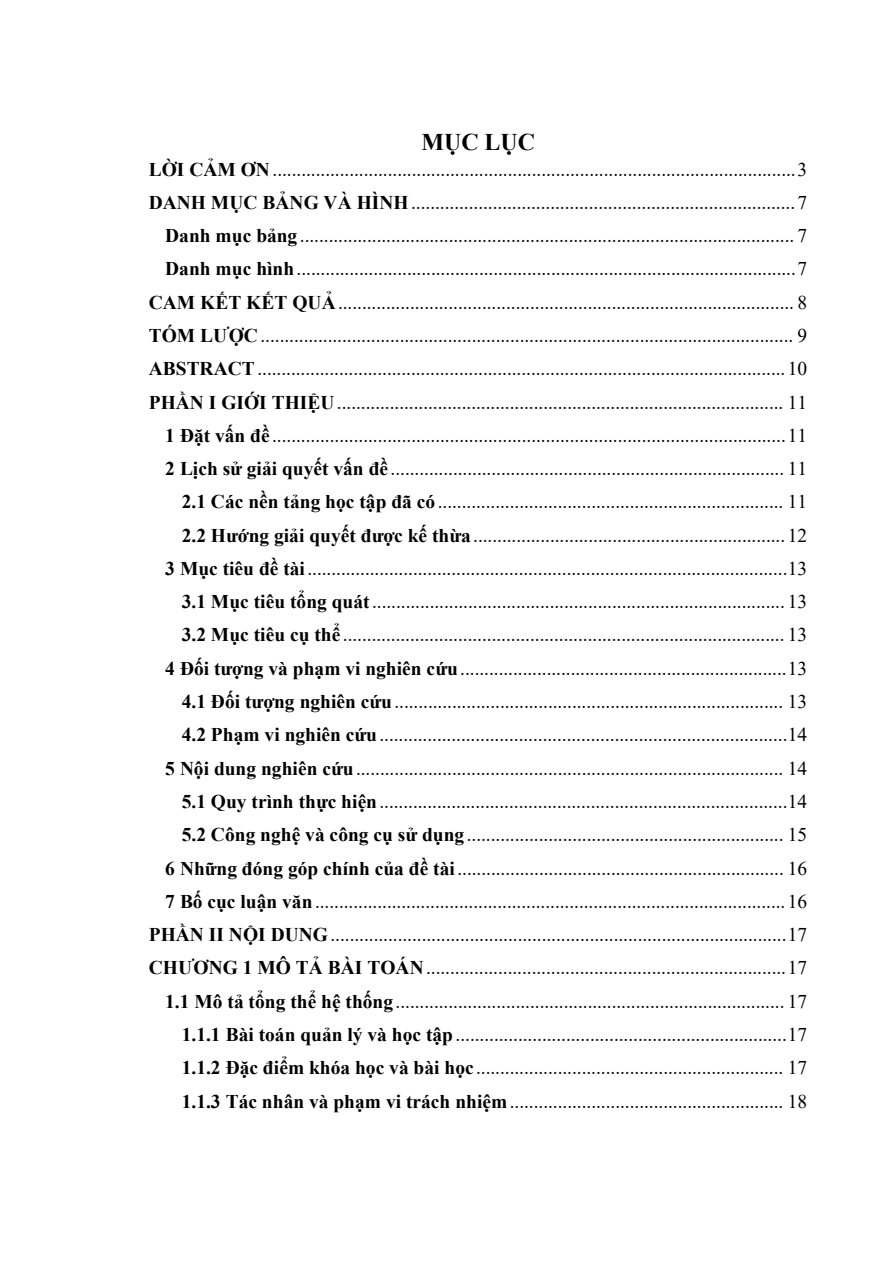 MỤC LỤC
LỜI CẢM ƠN........................................................................................................3
DANH MỤC BẢNG VÀ HÌNH........................................................................7
Danh mục bảng........................................................................7
Danh mục hình........................................................................7
CAM KẾT KẾT QUẢ........................................................................8
TÓM LƯỢC........................................................................9
ABSTRACT........................................................................10
PHẦN I GIỚI THIỆU........................................................................11
1 Đặt vấn đề........................................................................11
2 Lịch sử giải quyết vấn đề........................................................................11
2.1 Các nền tảng học tập đã có........................................................................11
2.2 Hướng giải quyết được kế thừa........................................................................12
3 Mục tiêu đề tài........................................................................13
3.1 Mục tiêu tổng quát........................................................................13
3.2 Mục tiêu cụ thể........................................................................13
4 Đối tượng và phạm vi nghiên cứu........................................................................13
4.1 Đối tượng nghiên cứu........................................................................13
4.2 Phạm vi nghiên cứu........................................................................14
5 Nội dung nghiên cứu........................................................................14
5.1 Quy trình thực hiện........................................................................14
5.2 Công nghệ và công cụ sử dụng........................................................................15
6 Những đóng góp chính của đề tài........................................................................16
7 Bố cục luận văn........................................................................16
PHẦN II NỘI DUNG........................................................................17
CHƯƠNG 1 MÔ TẢ BÀI TOÁN........................................................................17
1.1 Mô tả tổng thể hệ thống........................................................................17
1.1.1 Bài toán quản lý và học tập........................................................................17
1.1.2 Đặc điểm khóa học và bài học........................................................................17
1.1.3 Tác nhân và phạm vi trách nhiệm........................................................................18